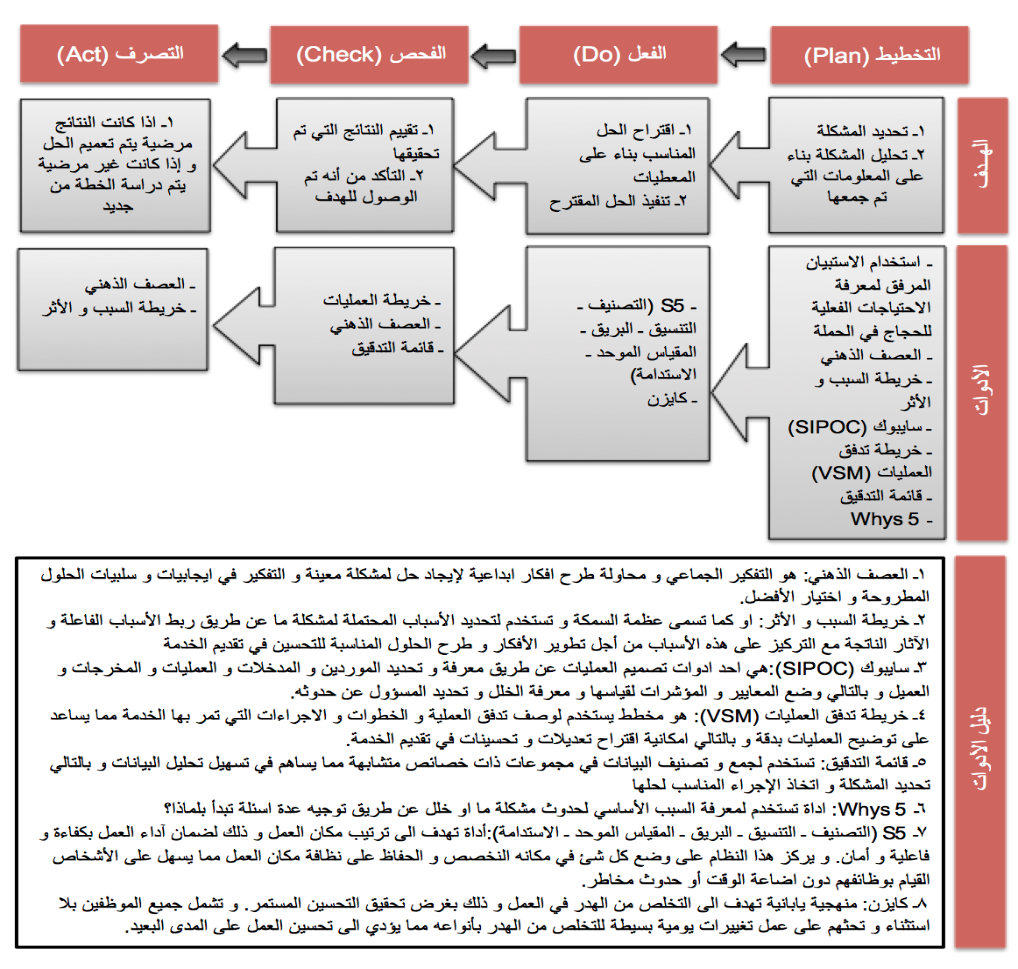 التخطيط (Plan)
الفعل (Do)
الفحص (Check)
التصرف (Act)
الهدف
١ـ تحديد المشكلة
٢ـ تحليل المشكلة بناء
على المعلومات التي
تم جمعها
١ـ اقتراح الحل
المناسب بناء على
المعطيات
٢ـ تنفيذ الحل المقترح
١ـ تقييم النتائج التي تم
تحقيقها
٢ـ التأكد من أنه تم
الوصول للهدف
١ـ اذا كانت النتائج
مرضية يتم تعميم الحل
و إذا كانت غير مرضية
يتم دراسة الخطة من
جديد
الأدوات
ـ استخدام الاستبيان
المرفق لمعرفة
الاحتياجات الفعلية
للحجاج في الحملة
ـ العصف الذهني
ـ خريطة السبب و
الأثر
ـ سايبوك (SIPOC)
ـ خريطة تدفق
العمليات (VSM)
ـ قائمة التدقيق
- Whys 5
- S5 (التصنيف ـ
التنسيق ـ البريق ـ
المقياس الموحد ـ
الاستدامة)
ـ كايزن
ـ خريطة العمليات
ـ العصف الذهني
ـ قائمة التدقيق
ـ العصف الذهني
ـ خريطة السبب و الأثر
دليل الأدوات
١ـ العصف الذهني: هو التفكير الجماعي و محاولة طرح افكار ابداعية لإيجاد حل لمشكلة معينة و التفكير في ايجابيات و سلبيات الحلول
المطروحة و اختيار الأفضل.
٢ـ خريطة السبب و الأثر: او كما تسمى عظمة السمكة و تستخدم لتحديد الأسباب المحتملة لمشكلة ما عن طريق ربط الأسباب الفاعلة و
الآثار الناتجة مع التركيز على هذه الأسباب من أجل تطوير الأفكار و طرح الحلول المناسبة للتحسين في تقديم الخدمة
٣ـ سايبوك (SIPOC):هي احد ادوات تصميم العمليات عن طريق معرفة و تحديد الموردين و المدخلات و العمليات و المخرجات و
العميل و بالتالي وضع المعايير و المؤشرات لقياسها و معرفة الخلل و تحديد المسؤول عن حدوثه.
٤ـ خريطة تدفق العمليات (VSM): هو مخطط يستخدم لوصف تدفق العملية و الخطوات و الاجراءات التي تمر بها الخدمة مما يساعد
على توضيح العمليات بدقة و بالتالي امكانية اقتراح تعديلات و تحسينات في تقديم الخدمة.
٥ـ قائمة التدقيق: تستخدم لجمع و تصنيف البيانات في مجموعات ذات خصائص متشابهة مما يساهم في تسهيل تحليل البيانات و بالتالي
تحديد المشكلة و اتخاذ الإجراء المناسب لحلها
٦ـ Whys 5: اداة تستخدم لمعرفة السبب الأساسي لحدوث مشكلة ما او خلل عن طريق توجيه عدة اسئلة تبدأ بلماذا؟
٧ـ S5 (التصنيف ـ التنسيق ـ البريق ـ المقياس الموحد ـ الاستدامة):أداة تهدف الى ترتيب مكان العمل و ذلك لضمان آداء العمل بكفاءة و
فاعلية و أمان. و يركز هذا النظام على وضع كل شئ في مكانه النخصص و الحفاظ على نظافة مكان العمل مما يسهل على الأشخاص
القيام بوظائفهم دون اضاعة الوقت أو حدوث مخاطر.
٨ـ كايزن: منهجية يابانية تهدف الى التخلص من الهدر في العمل و ذلك بغرض تحقيق التحسين المستمر. و تشمل جميع الموظفين بلا
استثناء و تحثهم على عمل تغييرات يومية بسيطة للتخلص من الهدر بأنواعه مما يؤدي الى تحسين العمل على المدى البعيد.